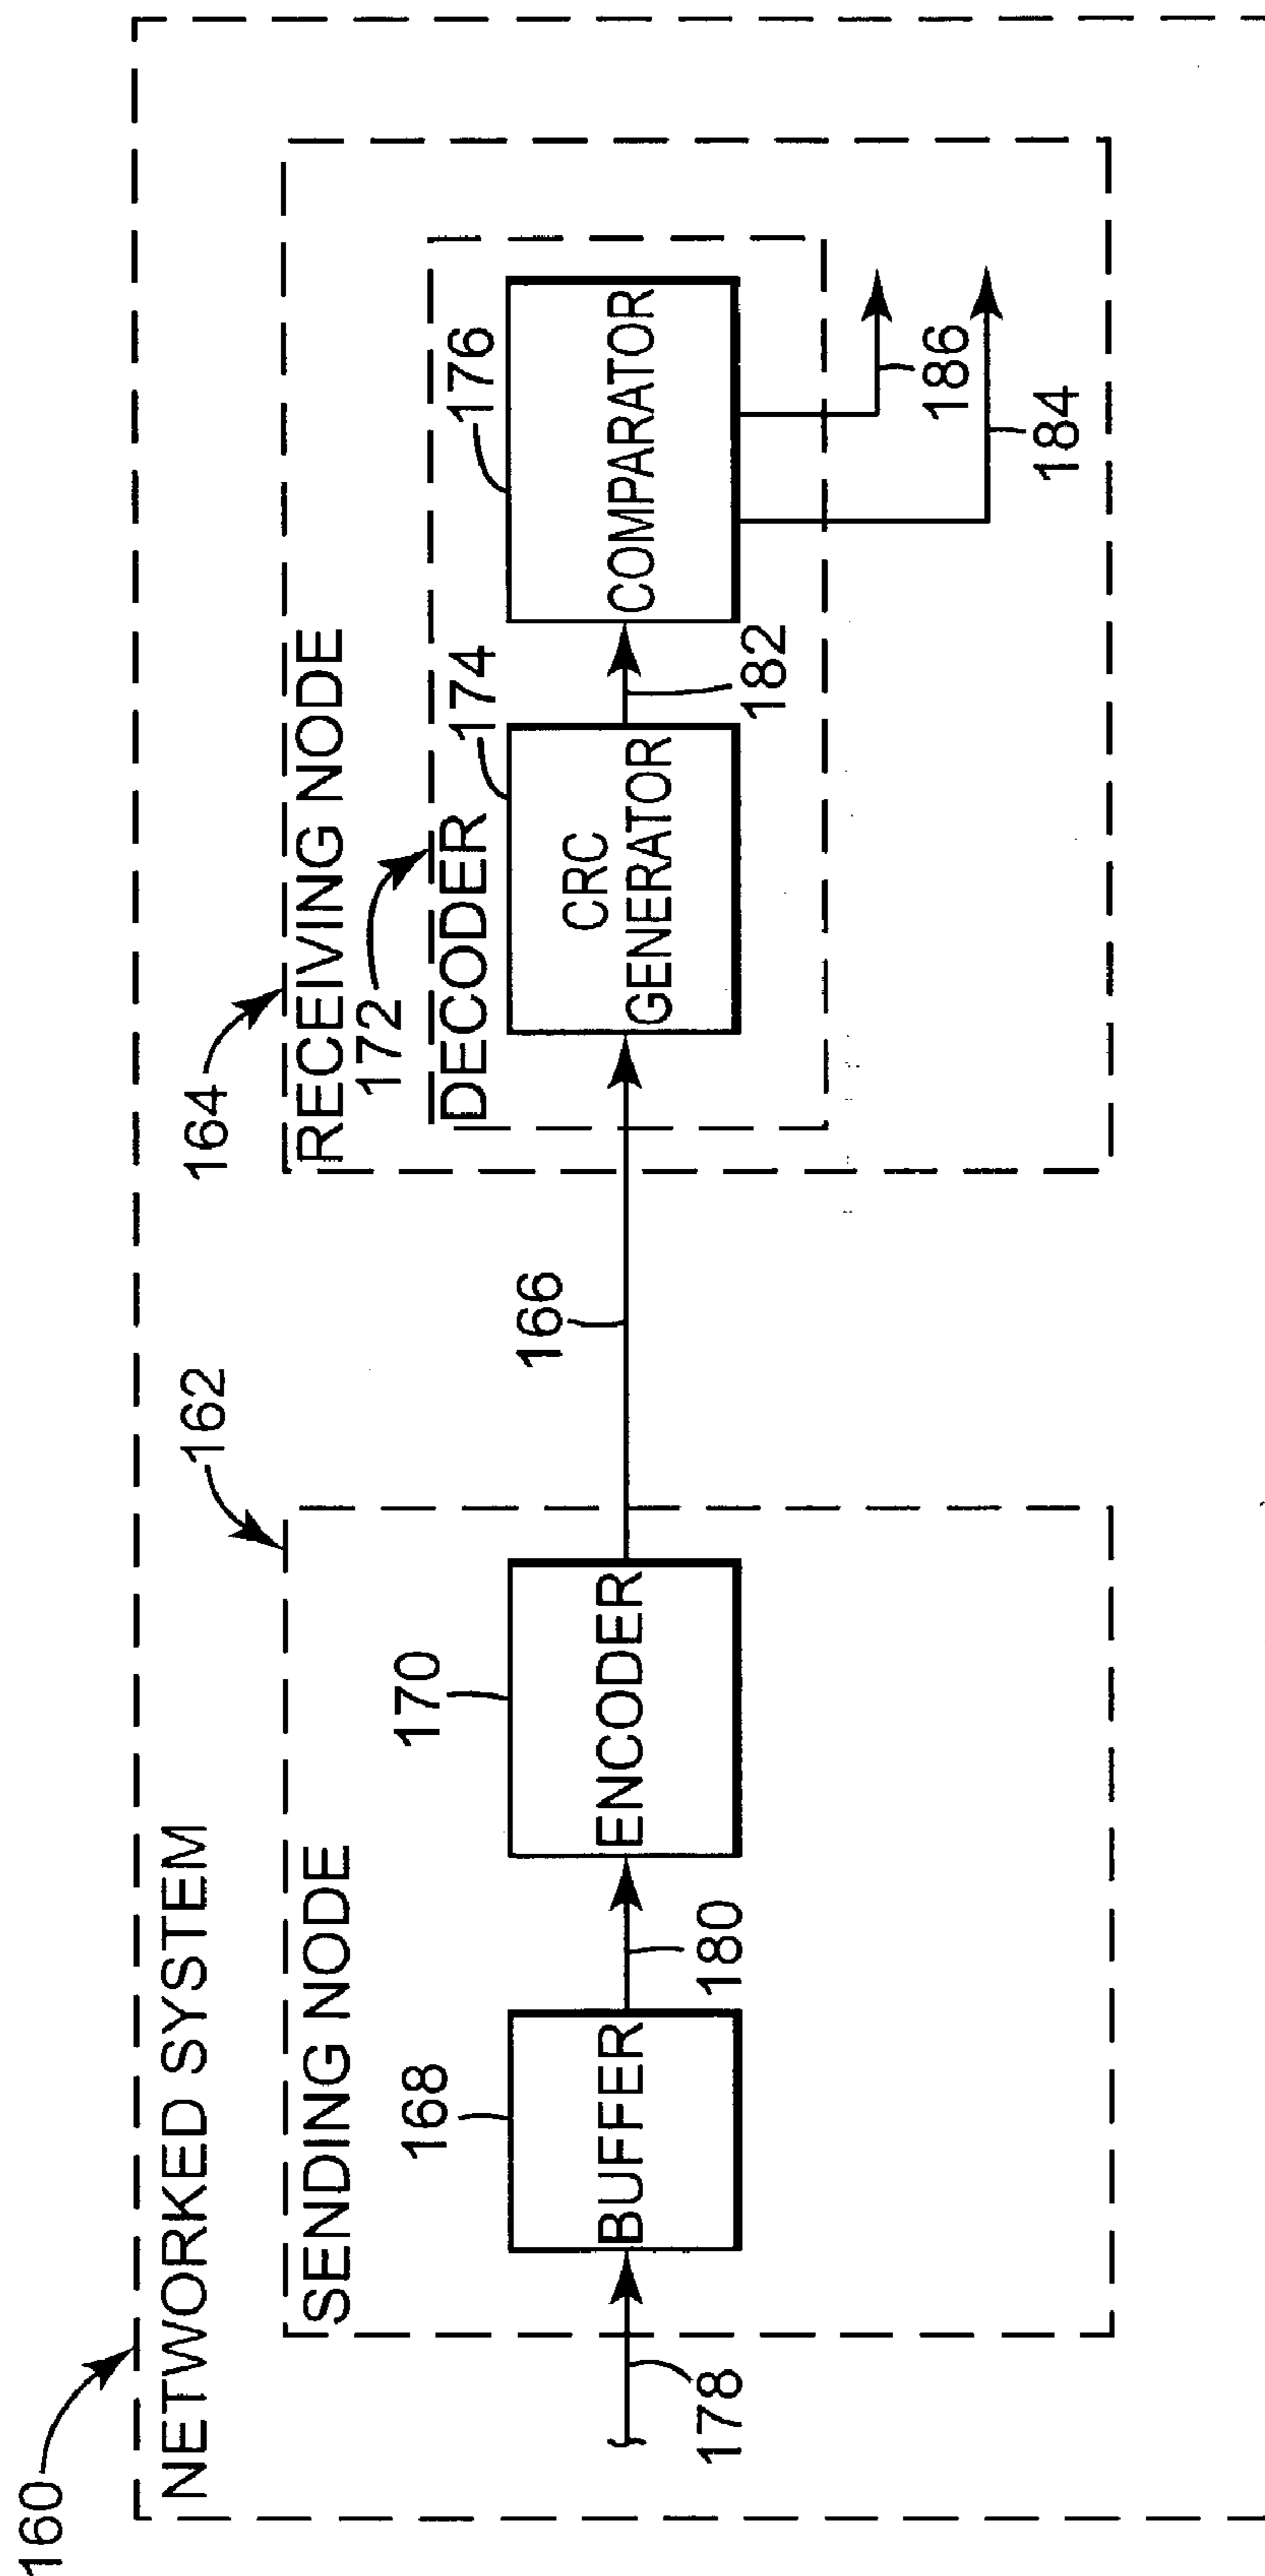 160
NETWORKED SYSTEM
162
SENDING NODE
168
BUFFER
178
180
170
ENCODER
166
164
RECEIVING NODE
172
DECODER
174
CRC
GENERATOR
182
176
COMPARATOR
186
184